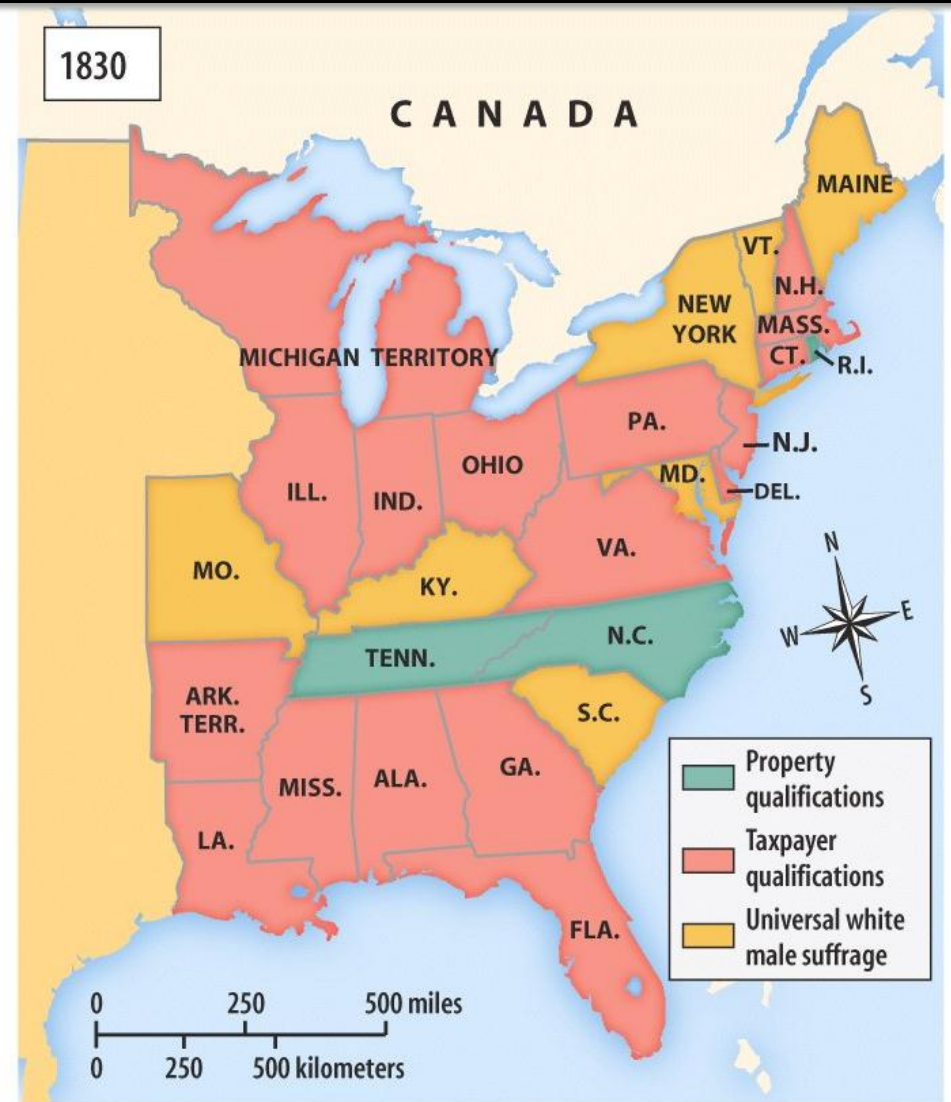 1830
CANADA
MAINE
VT.
N.H.
NEW
YORK
MASS.
CT.
R.I.
MICHIGAN TERRITORY
PA.
N.J.
OHIO
MD.
DEL.
ILL.
IND.
VA.
MO.
KY.
N
E
W
S
N.C.
TENN.
ARK.
TERR.
S.C.
MISS.
ALA.
GA.
LA.
FLA.
Property
qualifications
Taxpayer
qualifications
Universal white
male suffrage
0 250 500 miles
0 250 500 kilometers